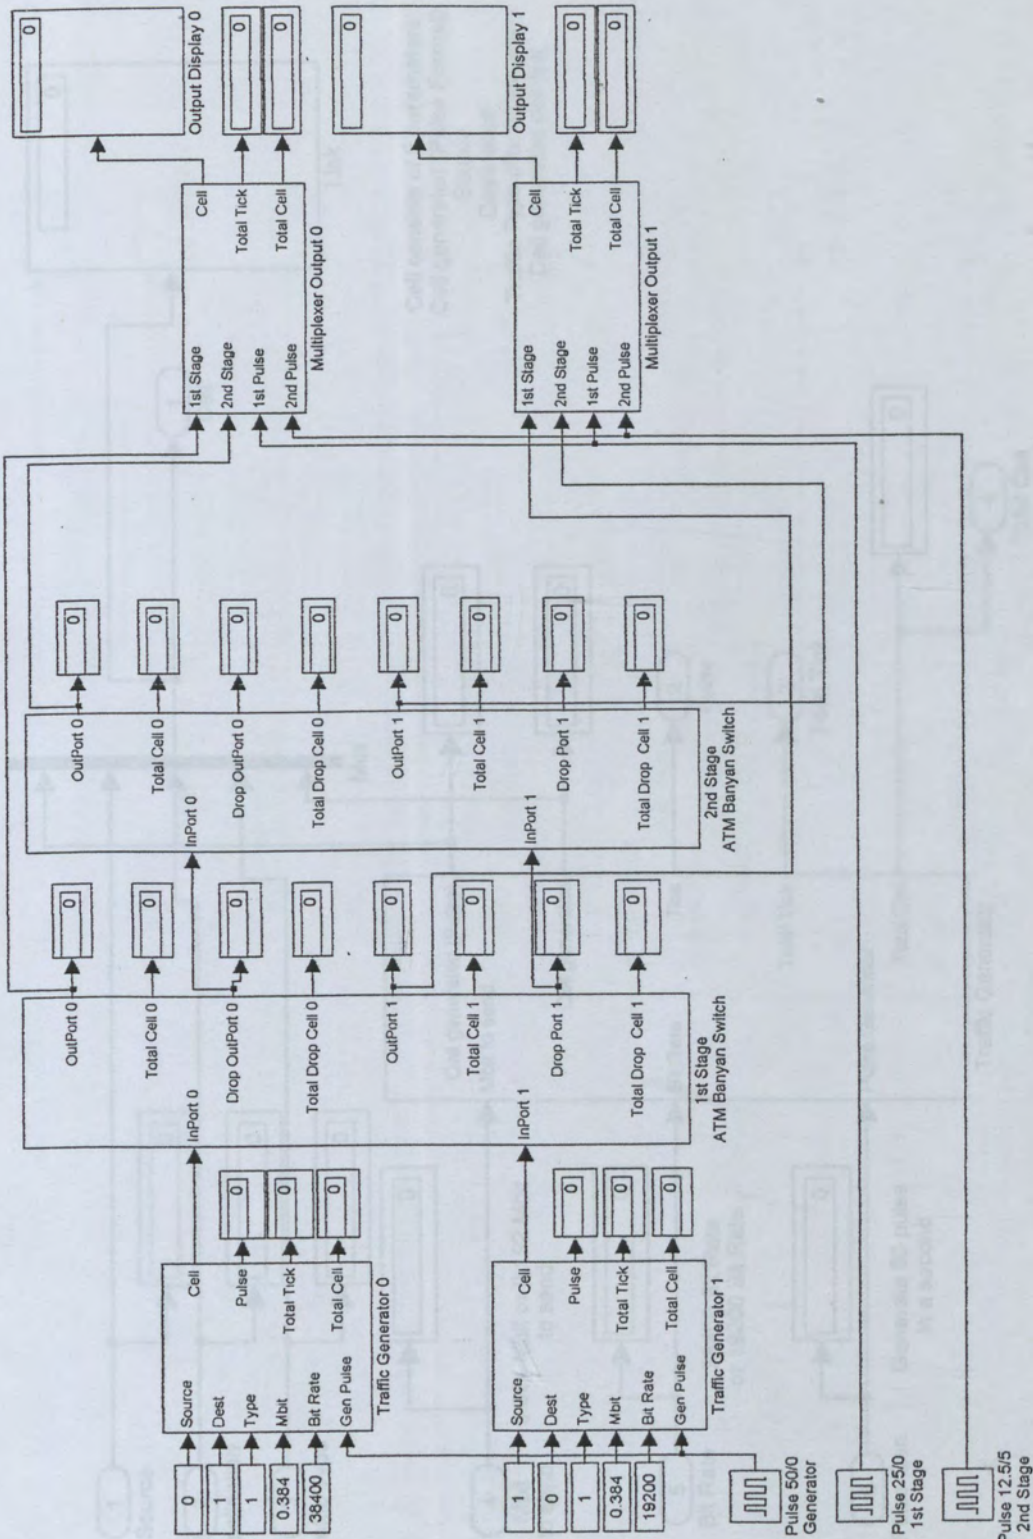 0
Source
1
Dest
1
Type
0.384
Mbit
38400
Bit Rate
Gen Pulse
Cell
Pulse
0
Total Tick
0
Total Cell
0
Traffic Generator 0
1
Source
0
Dest
1
Type
0.384
Mbit
19200
Bit Rate
Gen Pulse
Cell
Pulse
0
Total Tick
0
Total Cell
0
Traffic Generator 1
Pulse 50/0
Generator
Pulse 25/0
1st Stage
Pulse 12.5/5
2nd Stage
InPort 0
InPort 1
OutPort 0
0
Total Cell 0
0
Drop OutPort 0
0
Total Drop Cell 0
0
OutPort 1
0
Total Cell 1
0
Drop Port 1
0
Total Drop Cell 1
0
1st Stage
ATM Banyan Switch
InPort 0
InPort 1
OutPort 0
0
Total Cell 0
0
Drop OutPort 0
0
Total Drop Cell 0
0
OutPort 1
0
Total Cell 1
0
Drop Port 1
0
Total Drop Cell 1
0
2nd Stage
ATM Banyan Switch
1st Stage
2nd Stage
1st Pulse
2nd Pulse
Cell
Total Tick
Total Cell
Multiplexer Output 0
0
Output Display 0
0
0
1st Stage
2nd Stage
1st Pulse
2nd Pulse
Cell
Total Tick
Total Cell
Multiplexer Output 1
0
Output Display 1
0
0